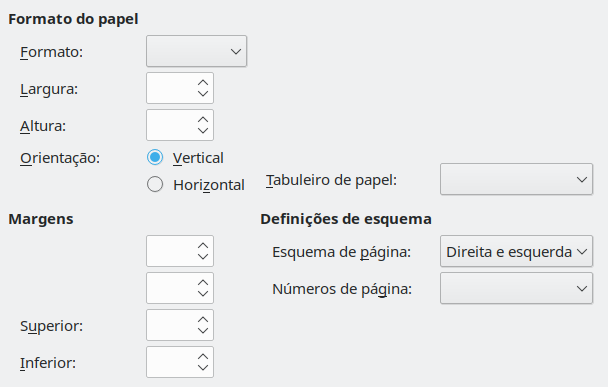 Formato do papel
Formato:
Largura:
Altura:
Orientação:
Vertical
Horizontal
Tabuleiro de papel:
Margens
Definições de esquema
Esquema de página:
Direita e esquerda
Números de página:
Superior:
Inferior: